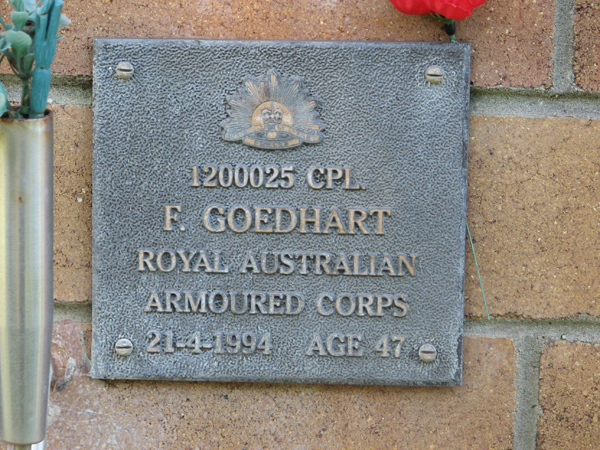 1200025 CPL.
F. GOEDHART
ROYAL AUSTRALIAN
ARMOURED CORPS
21-4-1994 AGE 47